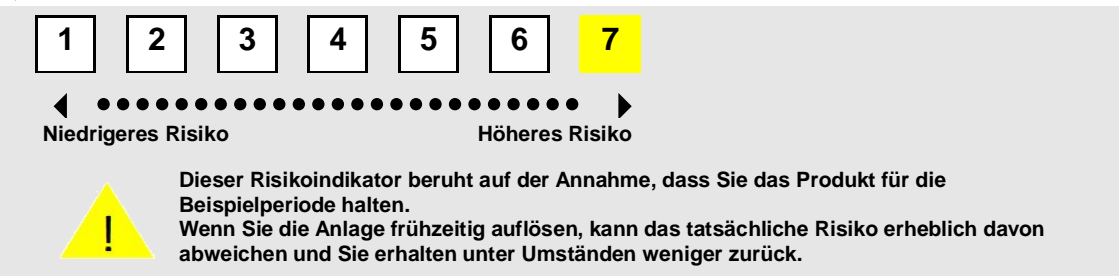 1 2 3 4 5 6 7
Niedrigeres Risiko Höheres Risiko
Dieser Risikoindikator beruht auf der Annahme, dass Sie das Produkt für die
Beispielperiode halten.
Wenn Sie die Anlage frühzeitig auflösen, kann das tatsächliche Risiko erheblich davon
abweichen und Sie erhalten unter Umständen weniger zurück.
!